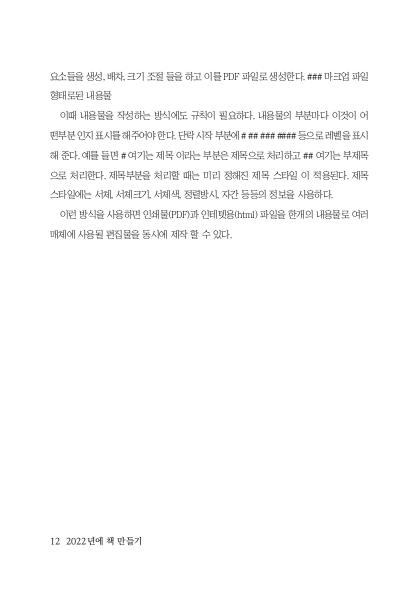 요소들을 생성, 배차, 크기 조절 들을 하고 이를 PDF 파일로 생성한다. ### 마크업 파일
형태로된 내용물
이때 내용물을 작성하는 방식에도 규칙이 필요하다. 내용물의 부분마다 이것이 어
떤부분 인지 표시를 해주어야 한다. 단락 시작 부분에 # ## ### #### 등으로 레벨을 표시
해 준다. 예를 들면 # 여기는 제목 이라는 부분은 제목으로 처리하고 ## 여기는 부제목
으로 처리한다. 제목부분을 처리할 때는 미리 정해진 제목 스타일 이 적용된다. 제목
스타일에는 서체, 서체크기, 서체색, 정렬방시, 자간 등등의 정보을 사용하다.
이런 방식을 사용하면 인쇄물(PDF)과 인테텟용(html) 파일을 한개의 내용물로 여러
매체에 사용될 편집물을 동시에 제작 할 수 있다.
12 2022년에 책 만들기